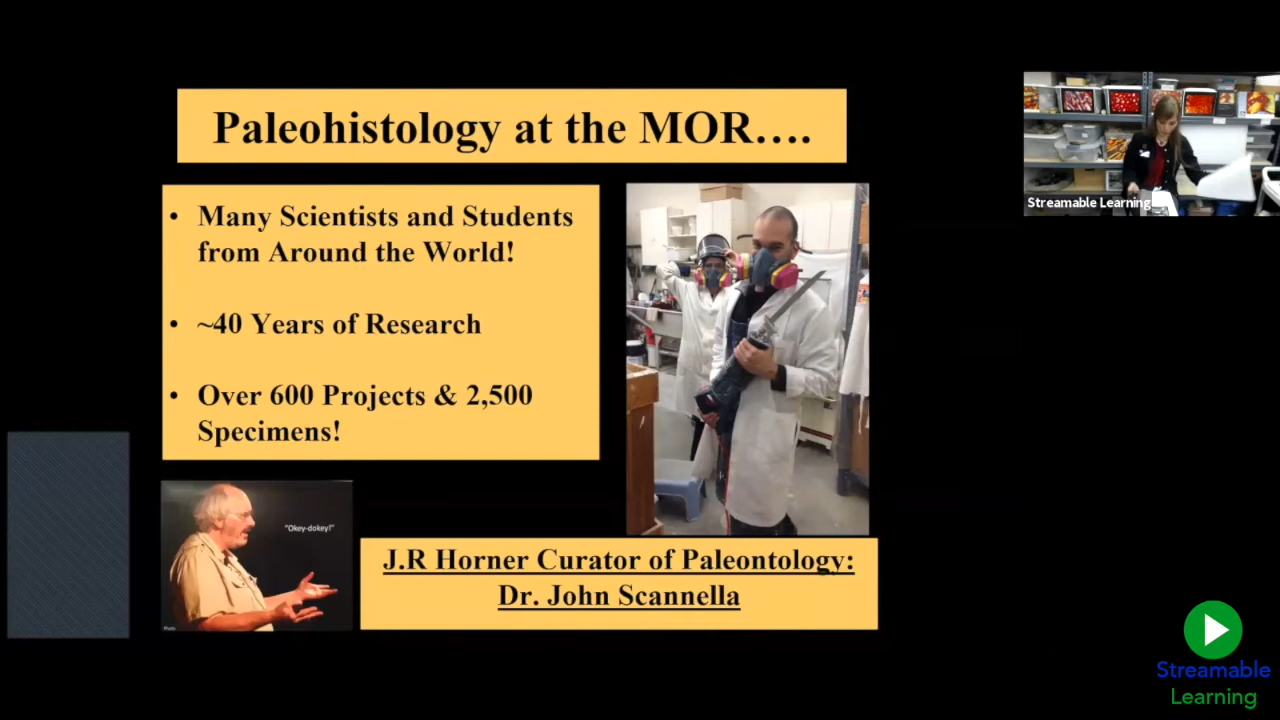 Paleohistology at the MOR….
• Many Scientists and Students
from Around the World!
• ~40 Years of Research
• Over 600 Projects & 2,500
Specimens!
"Okey-dokey!"
J.R Horner Curator of Paleontology:
Dr. John Scannella
Streamable Learning
Streamable
Learning